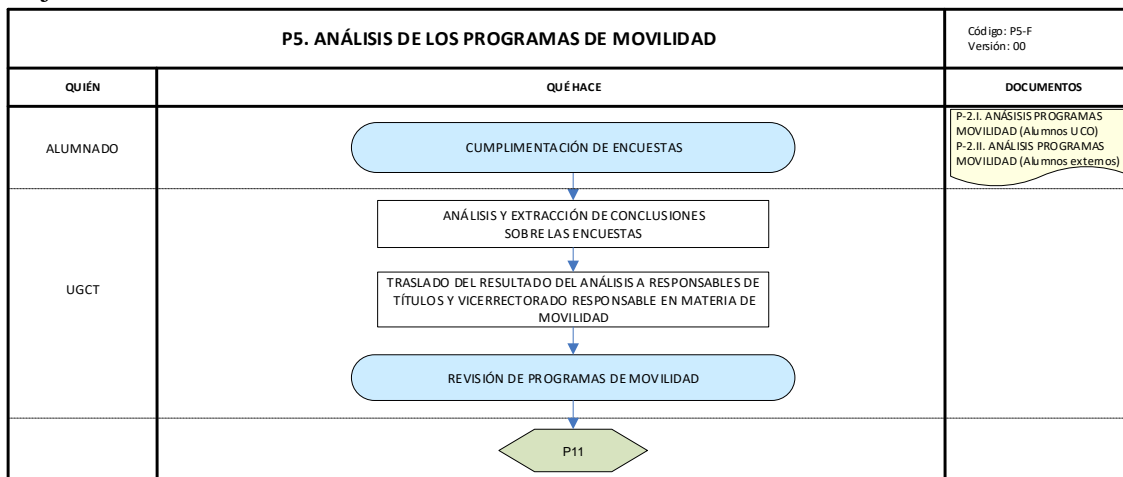 P5. ANÁLISIS DE LOS PROGRAMAS DE MOVILIDAD
Código: P5-F
Versión: 00
QUIÉN
QUÉ HACE
DOCUMENTOS
ALUMNADO
CUMPLIMENTACIÓN DE ENCUESTAS
P-2.I. ANÁSISIS PROGRAMAS
MOVILIDAD (Alumnos UCO)
P-2.II. ANÁLISIS PROGRAMAS
MOVILIDAD (Alumnos externos)
UGCT
ANÁLISIS Y EXTRACCIÓN DE CONCLUSIONES
SOBRE LAS ENCUESTAS
TRASLADO DEL RESULTADO DEL ANÁLISIS A RESPONSABLES DE
TÍTULOS Y VICERRECTORADO RESPONSABLE EN MATERIA DE
MOVILIDAD
REVISIÓN DE PROGRAMAS DE MOVILIDAD
P11